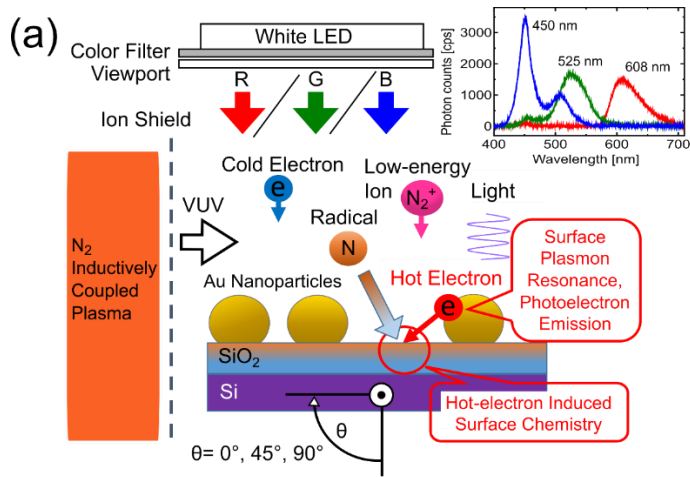 (a)
White LED
Color Filter
Viewport
R
G
B
Ion Shield
Photon counts [cps]
3000
2000
1000
0
450 nm
525 nm
608 nm
400
500
600
700
Wavelength [nm]
N₂
Inductively
Coupled
Plasma
VUV
Cold Electron
e
Radical
N
Low-energy
Ion
N₂⁺
Light
Au Nanoparticles
Hot Electron
e
Surface
Plasmon
Resonance,
Photoelectron
Emission
SiO₂
Si
Hot-electron Induced
Surface Chemistry
θ
θ= 0°, 45°, 90°